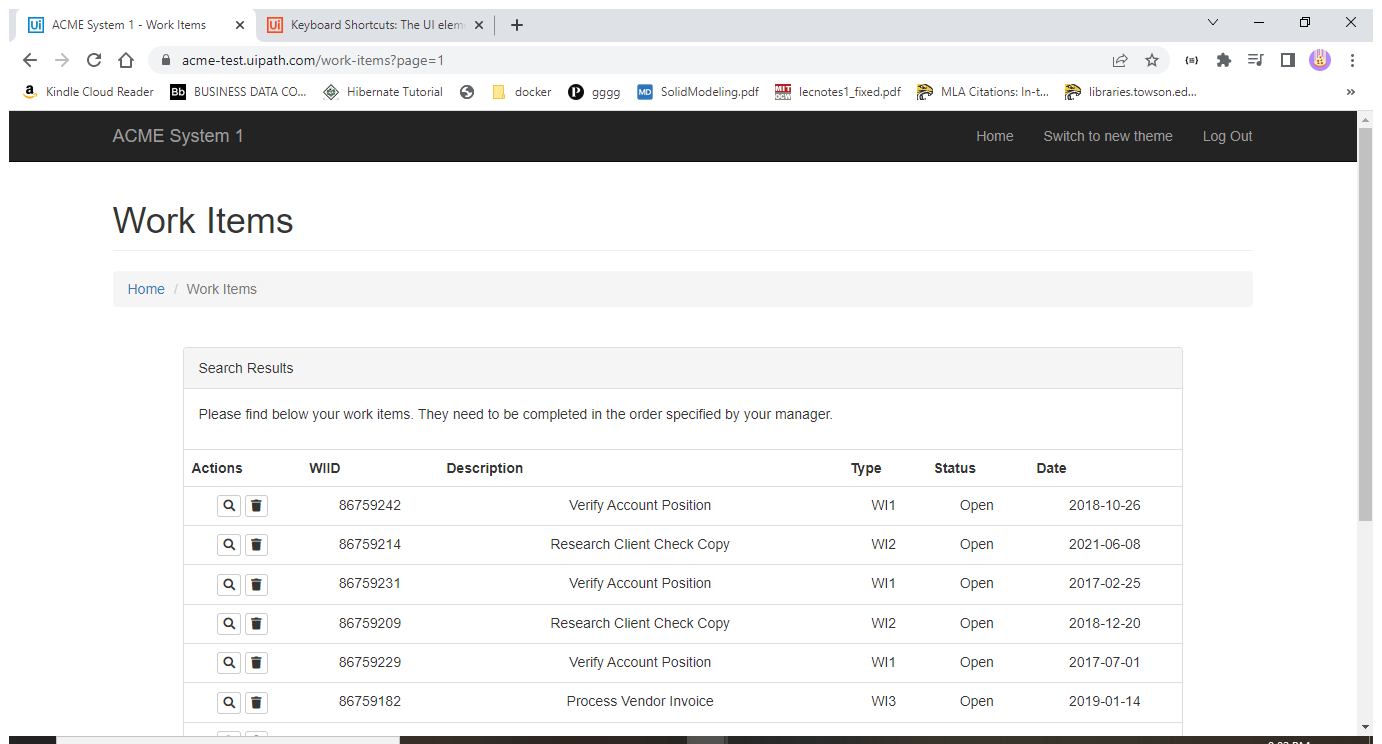 ACME System 1 - Work Items
Keyboard Shortcuts: The UI elem
acme-test.uipath.com/work-items?page=1
Kindle Cloud Reader BUSINESS DATA CO... Hibernate Tutorial docker gggg SolidModeling.pdf lecnotes1_fixed.pdf MLA Citations: In-t... libraries.towson.ed... »
ACME System 1 Home Switch to new theme Log Out
Work Items
Home / Work Items
Search Results
Please find below your work items. They need to be completed in the order specified by your manager.
Actions WIID Description Type Status Date
86759242 Verify Account Position WI1 Open 2018-10-26
86759214 Research Client Check Copy WI2 Open 2021-06-08
86759231 Verify Account Position WI1 Open 2017-02-25
86759209 Research Client Check Copy WI2 Open 2018-12-20
86759229 Verify Account Position WI1 Open 2017-07-01
86759182 Process Vendor Invoice WI3 Open 2019-01-14